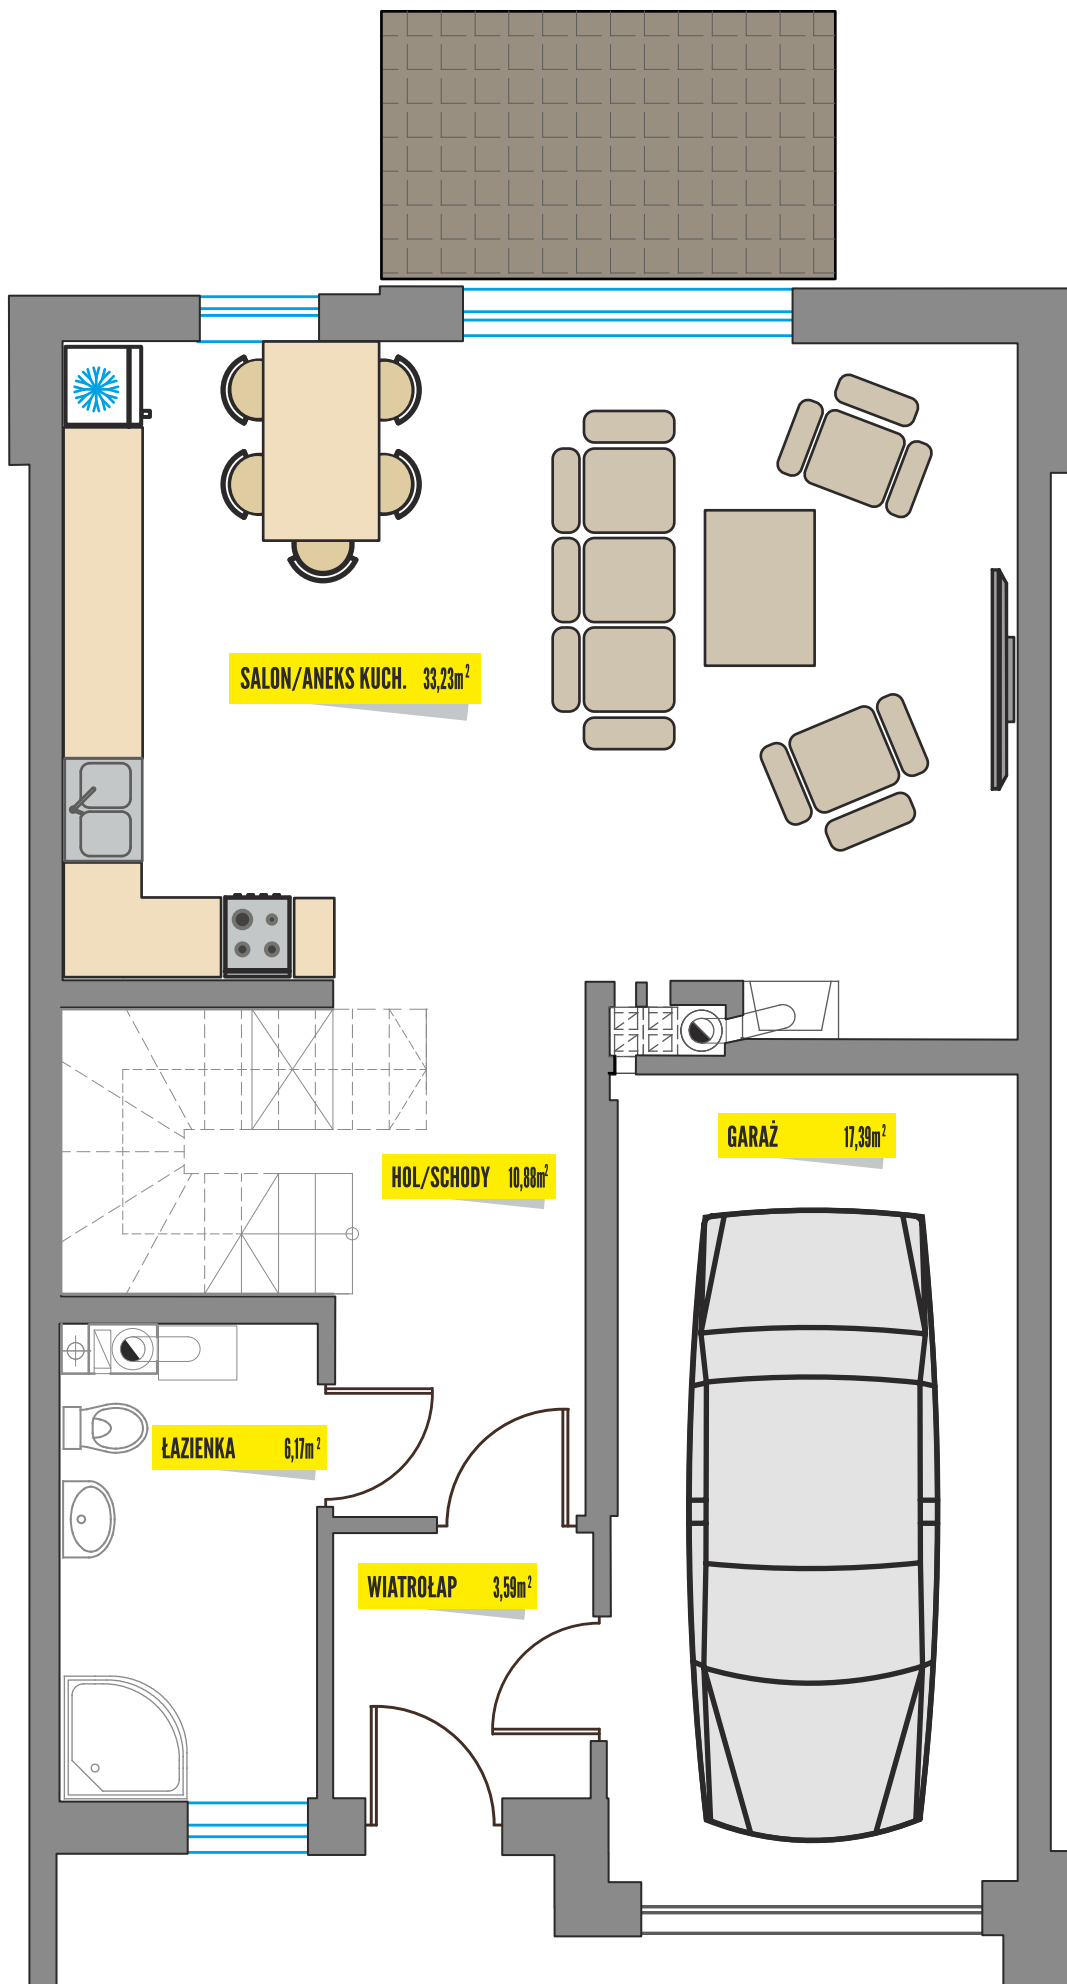 SALON/ANEKS KUCH. 33,23m²
GARAŻ 17,39m²
HOL/SCHODY 10,88m²
ŁAZIENKA 6,17m²
WIATROŁAP 3,59m²